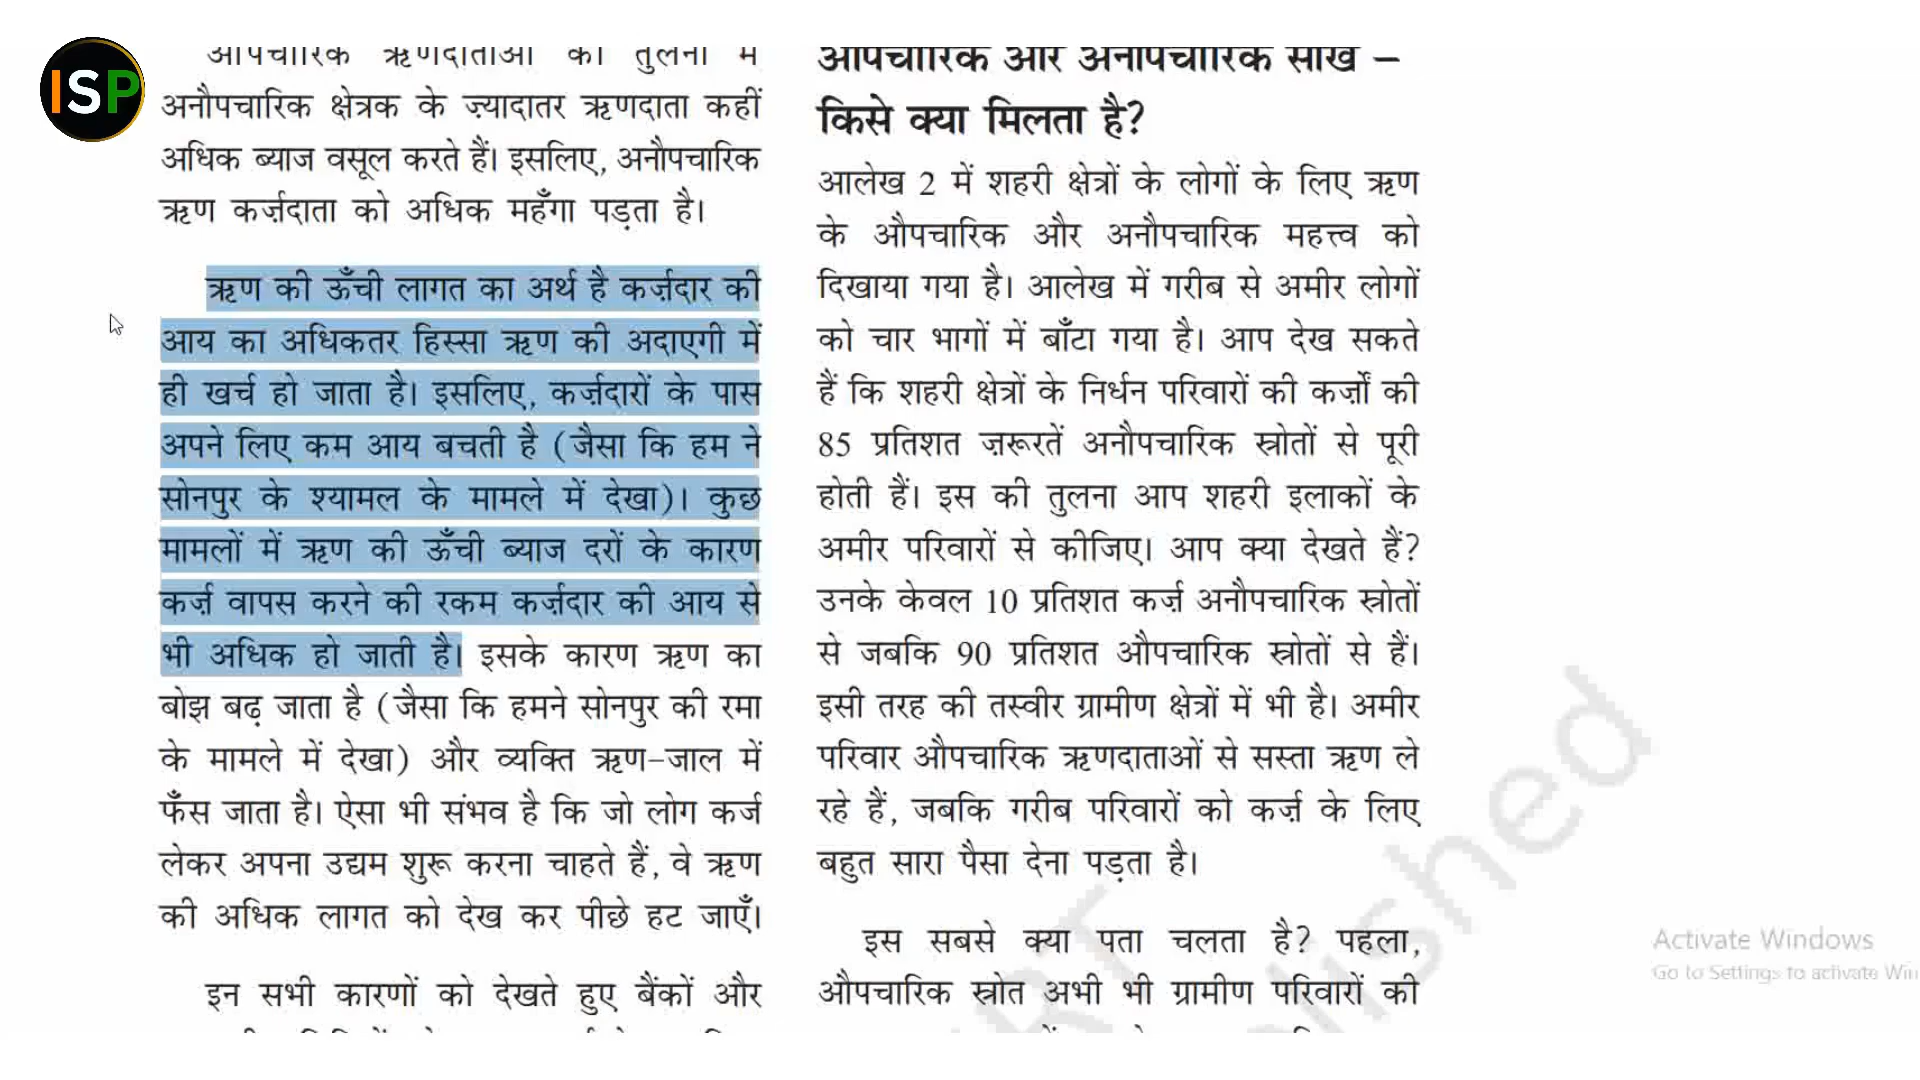 ISP
औपचारिक ऋणदाताओं की तुलना में
अनौपचारिक क्षेत्रक के ज़्यादातर ऋणदाता कहीं
अधिक ब्याज वसूल करते हैं। इसलिए, अनौपचारिक
ऋण कर्ज़दाता को अधिक महँगा पड़ता है।
ऋण की ऊँची लागत का अर्थ है कर्ज़दार की
आय का अधिकतर हिस्सा ऋण की अदाएगी में
ही खर्च हो जाता है। इसलिए, कर्ज़दारों के पास
अपने लिए कम आय बचती है (जैसा कि हम ने
सोनपुर के श्यामल के मामले में देखा)। कुछ
मामलों में ऋण की ऊँची ब्याज दरों के कारण
कर्ज़ वापस करने की रकम कर्ज़दार की आय से
भी अधिक हो जाती है। इसके कारण ऋण का
बोझ बढ़ जाता है (जैसा कि हमने सोनपुर की रमा
के मामले में देखा) और व्यक्ति ऋण-जाल में
फँस जाता है। ऐसा भी संभव है कि जो लोग कर्ज
लेकर अपना उद्यम शुरू करना चाहते हैं, वे ऋण
की अधिक लागत को देख कर पीछे हट जाएँ।
इन सभी कारणों को देखते हुए बैंकों और
औपचारिक और अनौपचारिक साख –
किसे क्या मिलता है?
आलेख 2 में शहरी क्षेत्रों के लोगों के लिए ऋण
के औपचारिक और अनौपचारिक महत्त्व को
दिखाया गया है। आलेख में गरीब से अमीर लोगों
को चार भागों में बाँटा गया है। आप देख सकते
हैं कि शहरी क्षेत्रों के निर्धन परिवारों की कर्ज़ों की
85 प्रतिशत ज़रूरतें अनौपचारिक स्रोतों से पूरी
होती हैं। इस की तुलना आप शहरी इलाकों के
अमीर परिवारों से कीजिए। आप क्या देखते हैं?
उनके केवल 10 प्रतिशत कर्ज़ अनौपचारिक स्रोतों
से जबकि 90 प्रतिशत औपचारिक स्रोतों से हैं।
इसी तरह की तस्वीर ग्रामीण क्षेत्रों में भी है। अमीर
परिवार औपचारिक ऋणदाताओं से सस्ता ऋण ले
रहे हैं, जबकि गरीब परिवारों को कर्ज़ के लिए
बहुत सारा पैसा देना पड़ता है।
इस सबसे क्या पता चलता है? पहला,
औपचारिक स्रोत अभी भी ग्रामीण परिवारों की
Activate Windows
Go to Settings to activate Win